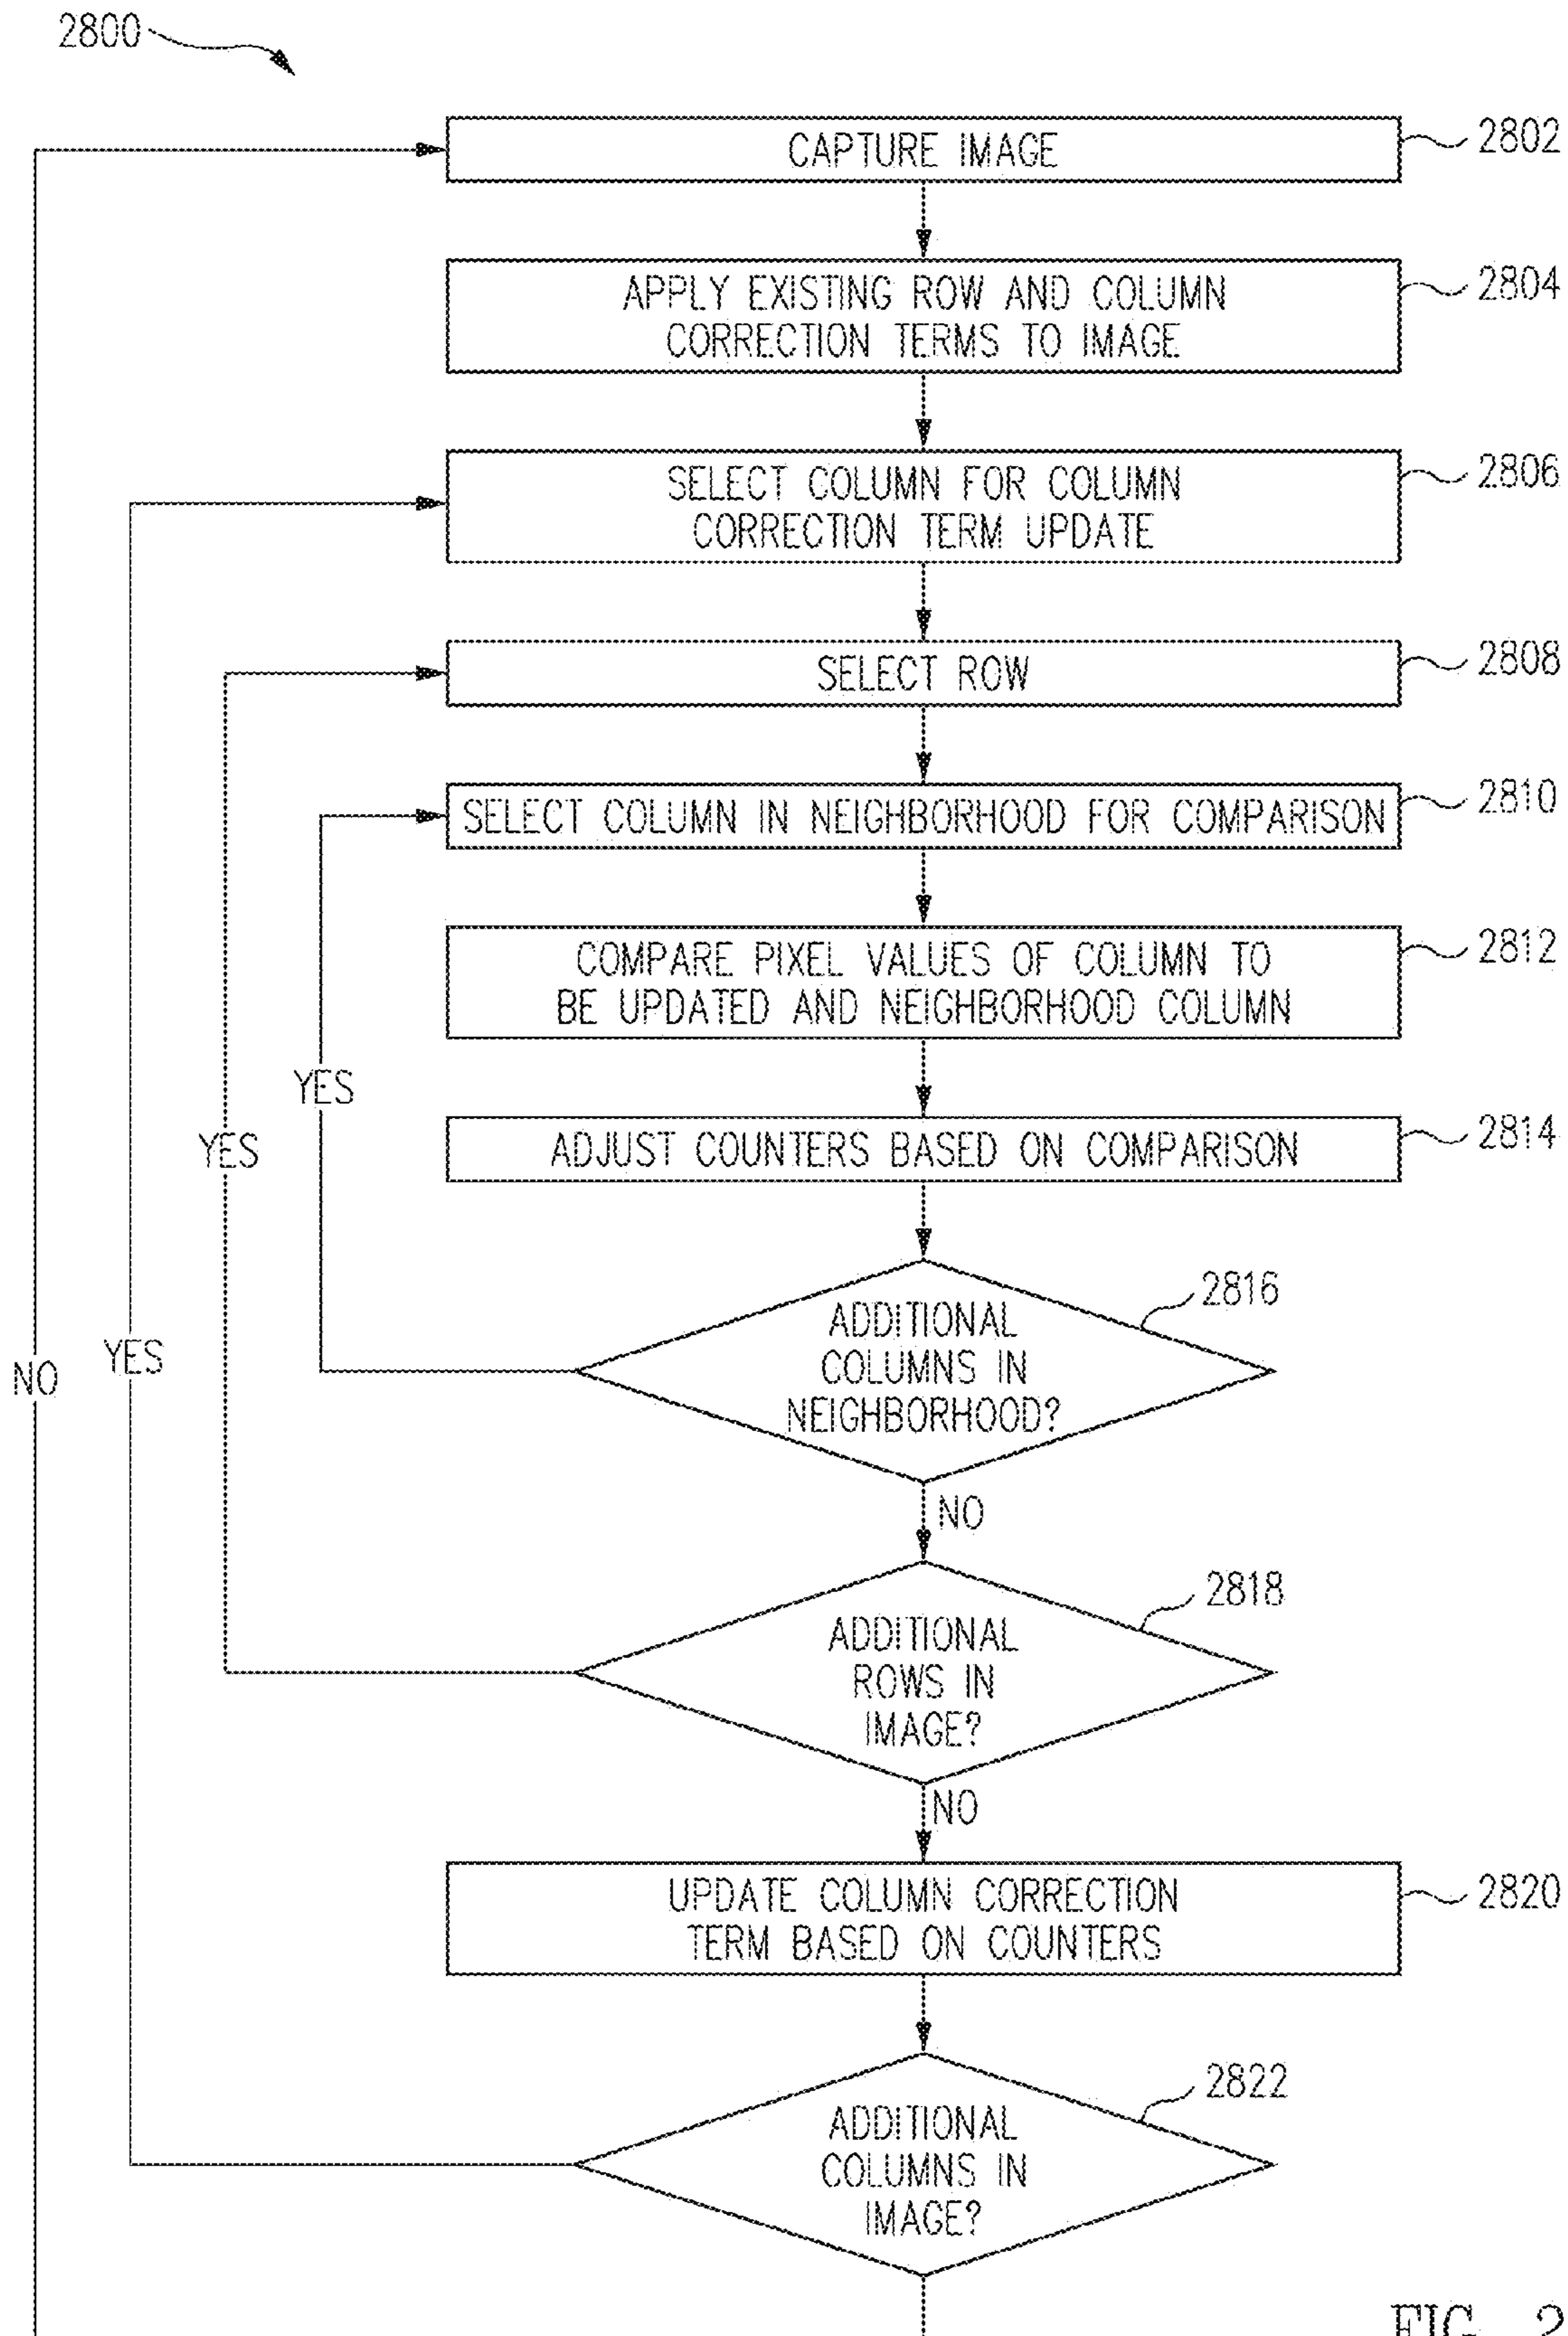 2800
CAPTURE IMAGE
2802
APPLY EXISTING ROW AND COLUMN
CORRECTION TERMS TO IMAGE
2804
SELECT COLUMN FOR COLUMN
CORRECTION TERM UPDATE
2806
SELECT ROW
2808
SELECT COLUMN IN NEIGHBORHOOD FOR COMPARISON
2810
COMPARE PIXEL VALUES OF COLUMN TO
BE UPDATED AND NEIGHBORHOOD COLUMN
2812
YES
YES
ADJUST COUNTERS BASED ON COMPARISON
2814
2816
ADDITIONAL
COLUMNS IN
NEIGHBORHOOD?
YES
NO
NO
2818
ADDITIONAL
ROWS IN
IMAGE?
NO
UPDATE COLUMN CORRECTION
TERM BASED ON COUNTERS
2820
2822
ADDITIONAL
COLUMNS IN
IMAGE?
FIG. 2